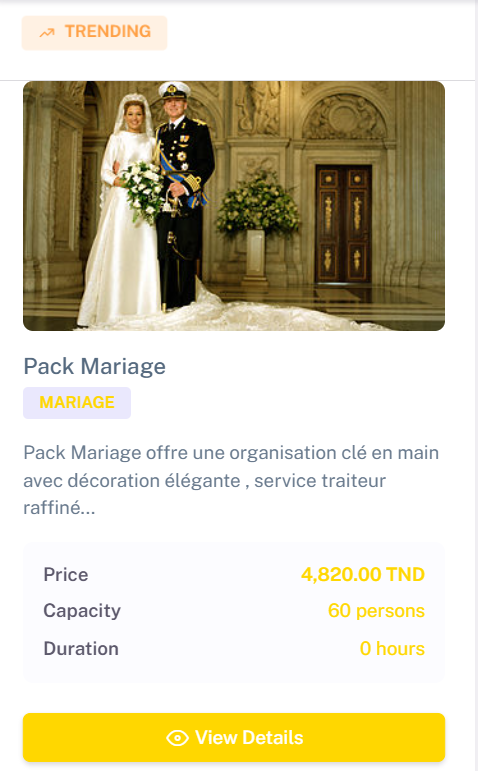 TRENDING
Pack Mariage
MARIAGE
Pack Mariage offre une organisation clé en main
avec décoration élégante , service traiteur
raffiné...
Price 4,820.00 TND
Capacity 60 persons
Duration 0 hours
View Details